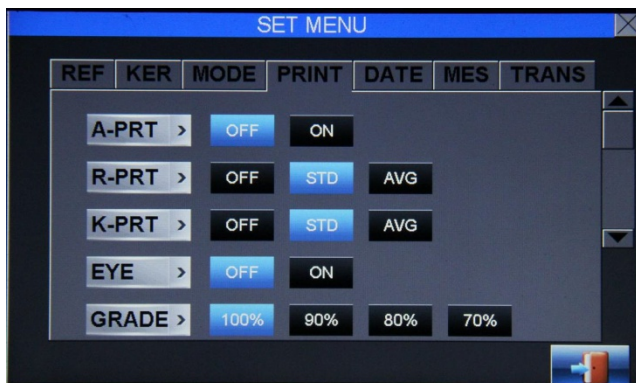 SET MENU
REF KER MODE PRINT DATE MES TRANS
A-PRT > OFF ON
R-PRT > OFF STD AVG
K-PRT > OFF STD AVG
EYE > OFF ON
GRADE > 100% 90% 80% 70%